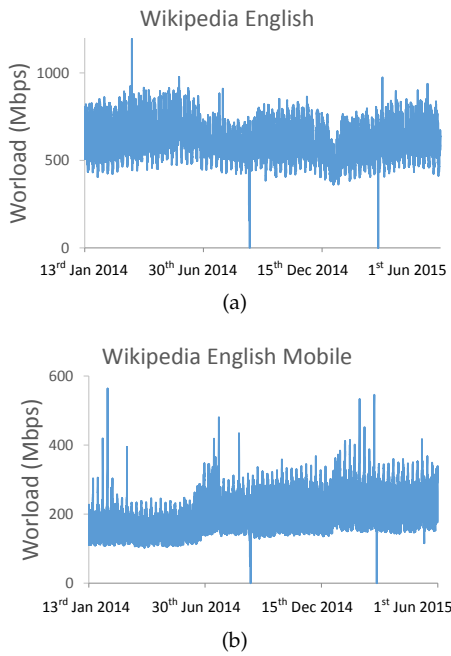 Wikipedia English
Worload (Mbps)
1000
500
0
13rd Jan 2014 30th Jun 2014 15th Dec 2014 1st Jun 2015
(a)
Wikipedia English Mobile
Worload (Mbps)
600
400
200
0
13rd Jan 2014 30th Jun 2014 15th Dec 2014 1st Jun 2015
(b)